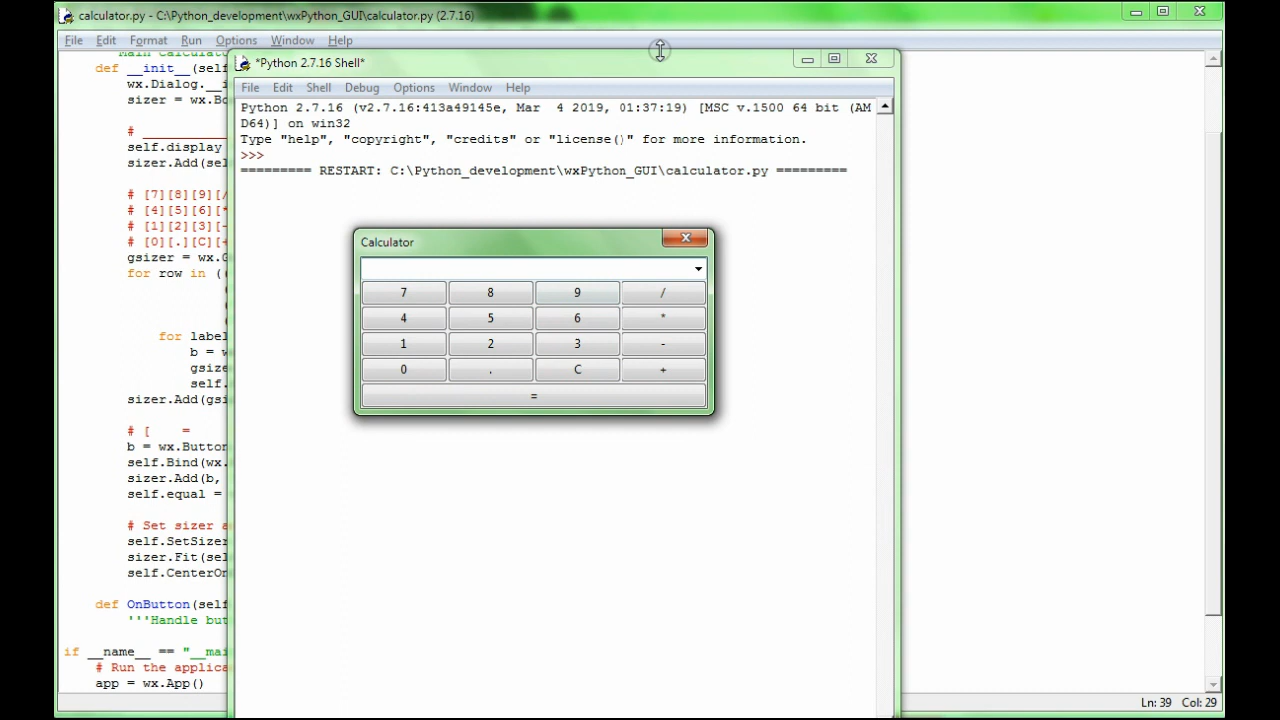 calculator.py - C:\Python_development\wxPython_GUI\calculator.py (2.7.16)
File Edit Format Run Options Window Help
def __init__(self
wx.Dialog.__i
sizer = wx.Bo
# ___________
self.display
sizer.Add(sel
# [7][8][9][/
# [4][5][6][*
# [1][2][3][-
# [0][.][C][+
gsizer = wx.G
for row in ((
for label
b = w
gsize
self.
sizer.Add(gsi
# [    =
b = wx.Button
self.Bind(wx.
sizer.Add(b,
self.equal =
# Set sizer a
self.SetSizer
sizer.Fit(sel
self.CenterOn
def OnButton(self
'''Handle but
if __name__ == "__mai
# Run the applica
app = wx.App()
*Python 2.7.16 Shell*
File Edit Shell Debug Options Window Help
Python 2.7.16 (v2.7.16:413a49145e, Mar  4 2019, 01:37:19) [MSC v.1500 64 bit (AM
D64)] on win32
Type "help", "copyright", "credits" or "license()" for more information.
>>>
========= RESTART: C:\Python_development\wxPython_GUI\calculator.py =========
Calculator
7 8 9 /
4 5 6 *
1 2 3 -
0 . C +
=
Ln: 39 Col: 29